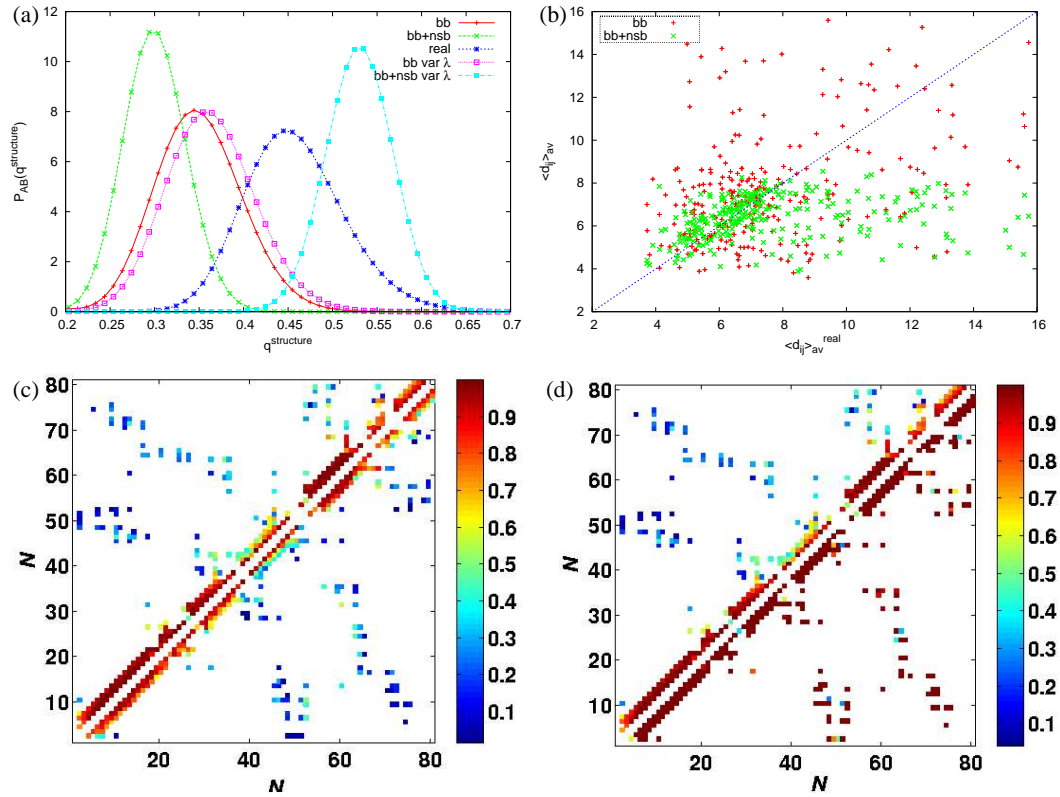 (a)
bb
bb+nsb
real
bb var λ
bb+nsb var λ
12
10
8
6
4
2
0
P_AB(q^structure)
0.2 0.25 0.3 0.35 0.4 0.45 0.5 0.55 0.6 0.65 0.7
q^structure
(b)
bb
bb+nsb
16
14
12
10
8
6
4
2
<d_ij>_av
2 4 6 8 10 12 14 16
<d_ij>_av^real
(c)
80
70
60
50
40
30
20
10
N
20 40 60 80
N
0.9
0.8
0.7
0.6
0.5
0.4
0.3
0.2
0.1
(d)
80
70
60
50
40
30
20
10
N
20 40 60 80
N
0.9
0.8
0.7
0.6
0.5
0.4
0.3
0.2
0.1